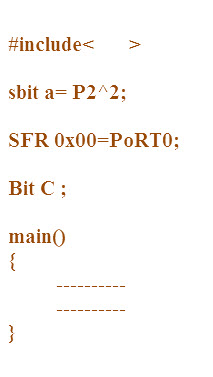 #include<       >
sbit a= P2^2;
SFR 0x00=PoRT0;
Bit C ;
main()
{
----------
----------
}